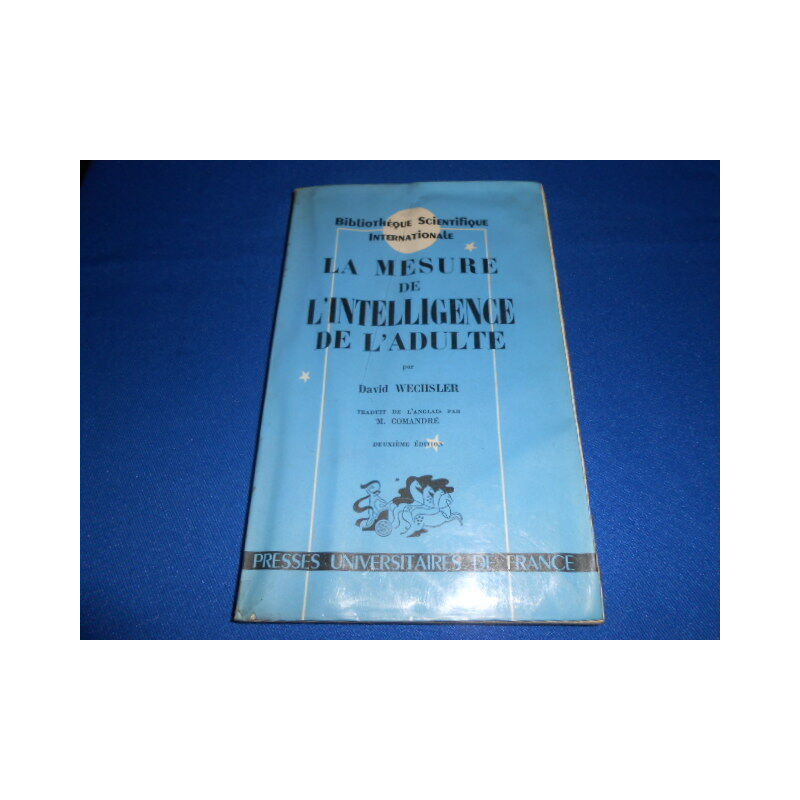 Bibliothèque Scientifique
Internationale
LA MESURE
DE
L'INTELLIGENCE
DE L'ADULTE
par
David WECHSLER
TRADUIT DE L'ANGLAIS PAR
M. COMANDRÉ
DEUXIÈME ÉDITION
PRESSES UNIVERSITAIRES DE FRANCE